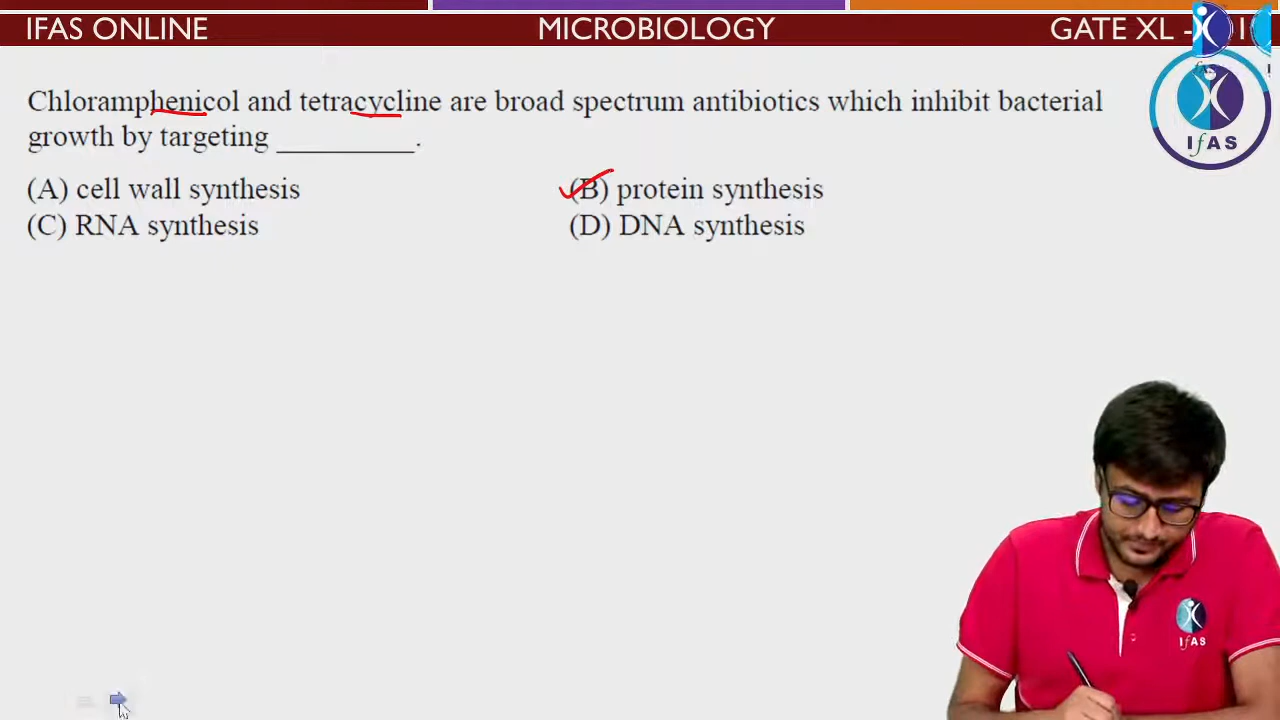 IFAS ONLINE
MICROBIOLOGY
GATE XL -
Chloramphenicol and tetracycline are broad spectrum antibiotics which inhibit bacterial
growth by targeting _________.
(A) cell wall synthesis
(B) protein synthesis
(C) RNA synthesis
(D) DNA synthesis
IfAS
IfAS